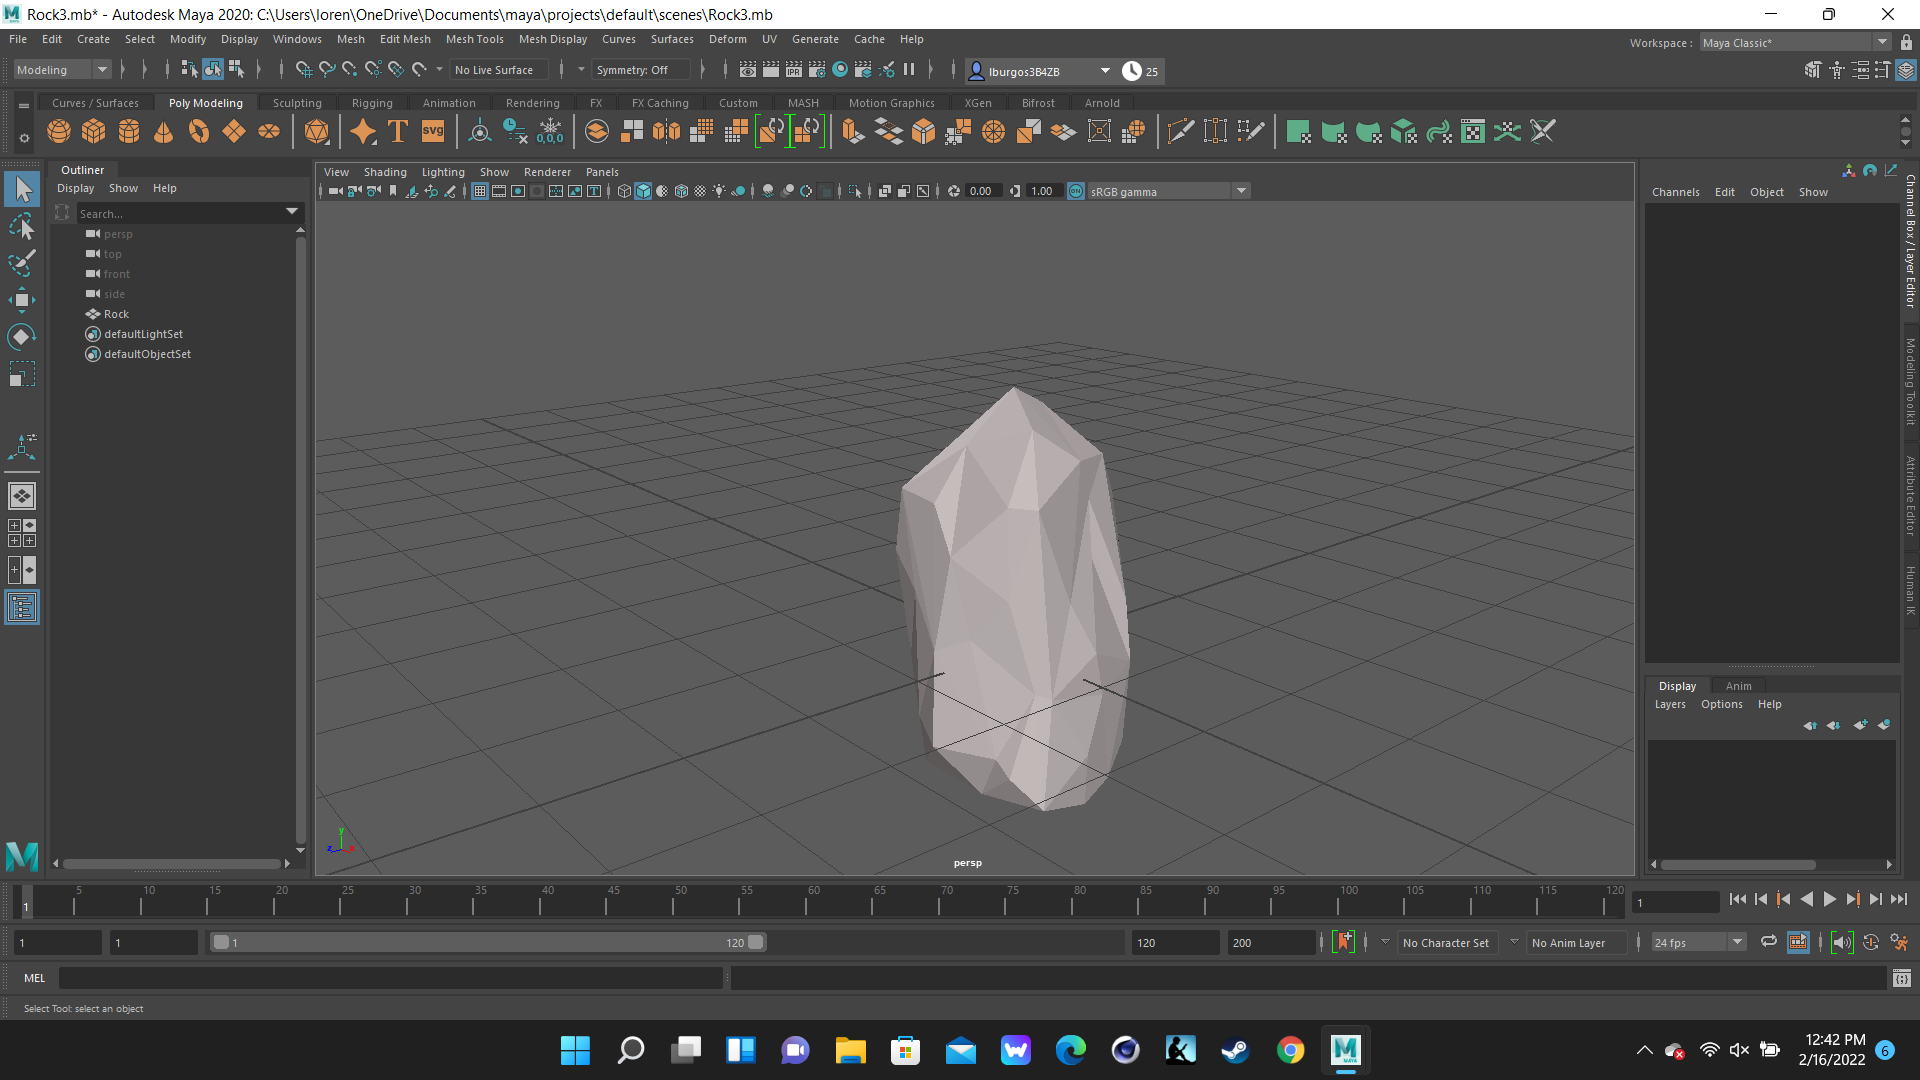 Rock3.mb* - Autodesk Maya 2020: C:\Users\loren\OneDrive\Documents\maya\projects\default\scenes\Rock3.mb
File Edit Create Select Modify Display Windows Mesh Edit Mesh Mesh Tools Mesh Display Curves Surfaces Deform UV Generate Cache Help
Workspace : Maya Classic*
Modeling No Live Surface Symmetry: Off lburgos3B4ZB 25
Curves / Surfaces Poly Modeling Sculpting Rigging Animation Rendering FX FX Caching Custom MASH Motion Graphics XGen Bifrost Arnold
Outliner
Display Show Help
Search...
persp
top
front
side
Rock
defaultLightSet
defaultObjectSet
View Shading Lighting Show Renderer Panels
0.00 1.00 sRGB gamma
persp
Channels Edit Object Show
Channel Box / Layer Editor
Modeling Toolkit
Attribute Editor
Human IK
Display Anim
Layers Options Help
1 5 10 15 20 25 30 35 40 45 50 55 60 65 70 75 80 85 90 95 100 105 110 115 120 1
1 1 1 120 120 200 No Character Set No Anim Layer 24 fps
MEL
Select Tool: select an object
12:42 PM
2/16/2022
6